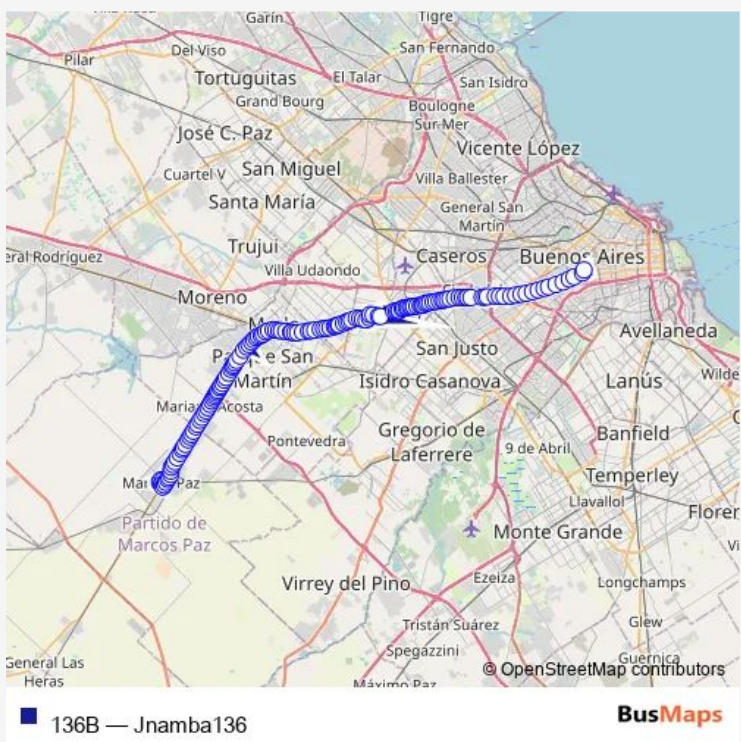 Garín
Tigre
Del Viso
San Fernando
Pilar
Tortuguitas
El Talar
San Isidro
Grand Bourg
Boulogne
Sur Mer
José C. Paz
Vicente López
Cuartel V
San Miguel
Villa Ballester
Santa María
General San
Martín
Trujui
eral Rodríguez
Caseros
Buenos Aires
Villa Udaondo
Moreno
Avellaneda
San Justo
San
Martín
Isidro Casanova
Lanús
Wilde
Pontevedra
Gregorio de
Laferrere
9 de Abril
Banfield
Temperley
Paz
Llavallol
Partido de
Marcos Paz
Monte Grande
Virrey del Pino
Ezeiza
Longchamps
Tristán Suárez
Glew
Spegazzini
Guernica
General Las
Heras
Máximo Paz
© OpenStreetMap contributors
136B — Jnamba136
BusMaps